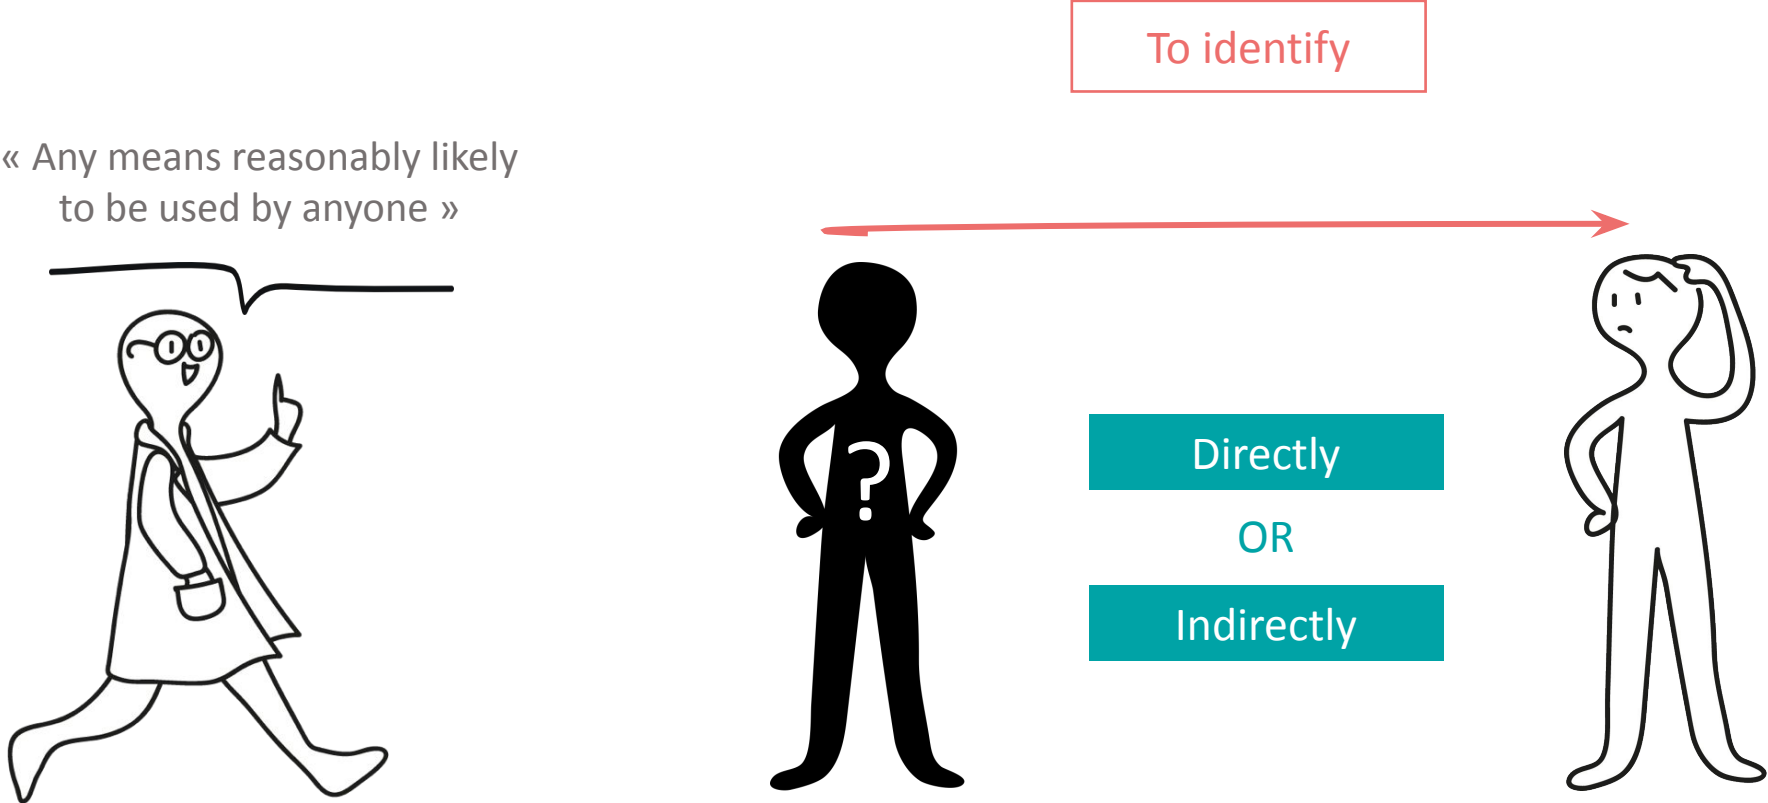 To identify
« Any means reasonably likely
to be used by anyone »
?
Directly
OR
Indirectly